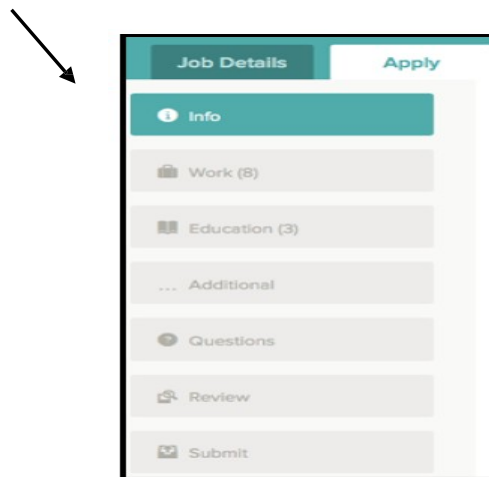 Job Details Apply
Info
Work (8)
Education (3)
... Additional
Questions
Review
Submit